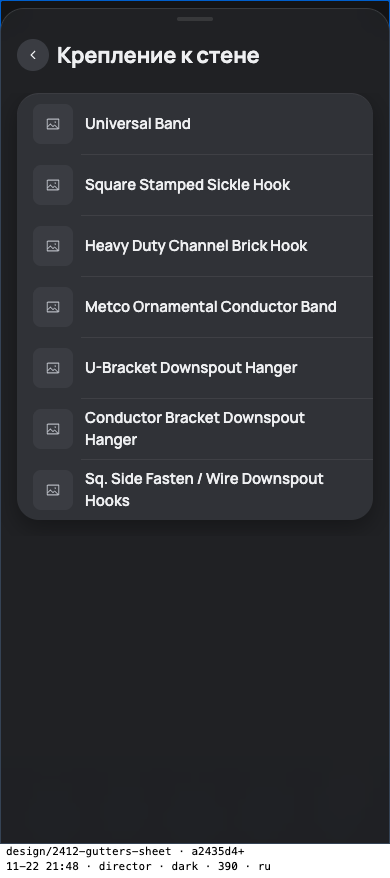 Крепление к стене
Universal Band
Square Stamped Sickle Hook
Heavy Duty Channel Brick Hook
Metco Ornamental Conductor Band
U-Bracket Downspout Hanger
Conductor Bracket Downspout
Hanger
Sq. Side Fasten / Wire Downspout
Hooks
design/2412-gutters-sheet · a2435d4+
11-22 21:48 · director · dark · 390 · ru